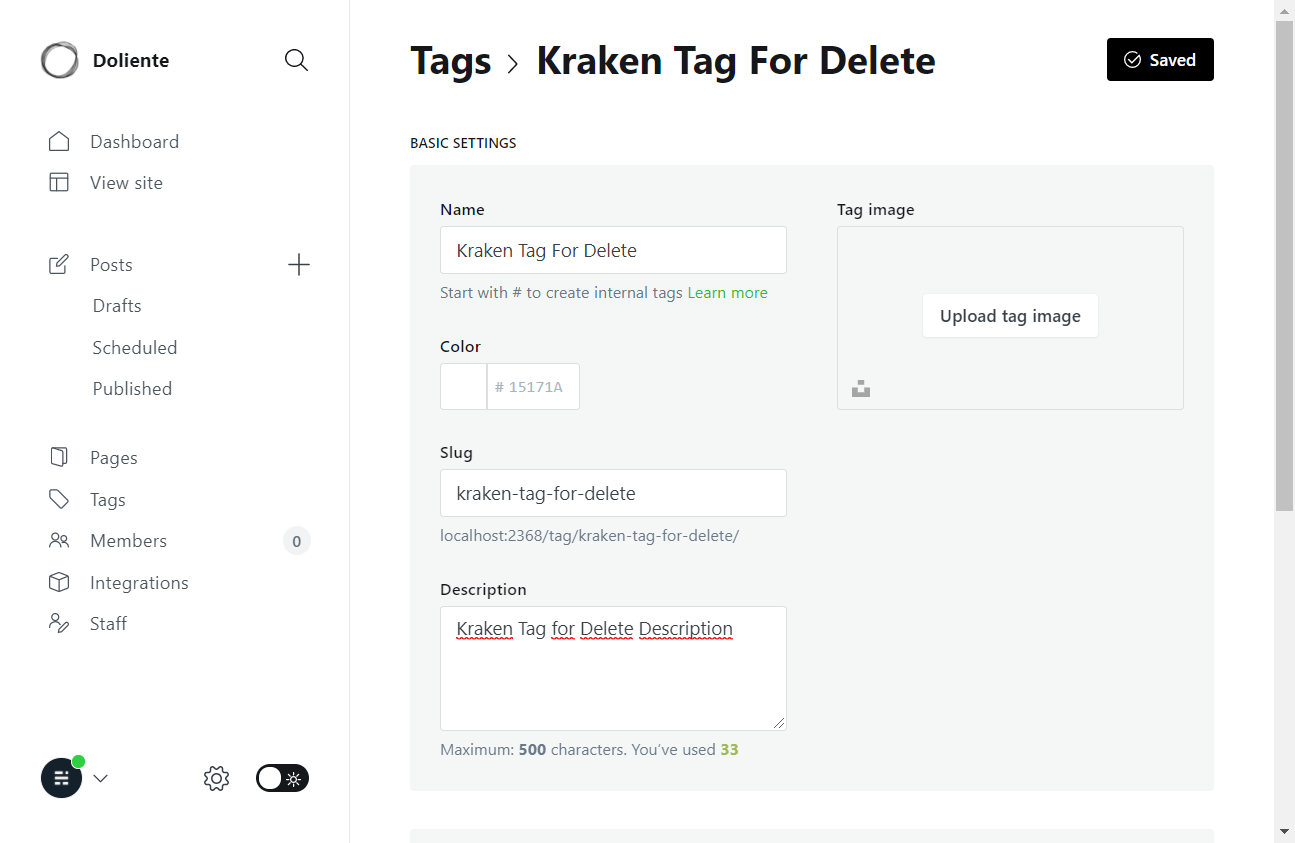 Doliente
Dashboard
View site
Posts
Drafts
Scheduled
Published
Pages
Tags
Members
0
Integrations
Staff
Tags > Kraken Tag For Delete
Saved
BASIC SETTINGS
Name
Kraken Tag For Delete
Start with # to create internal tags Learn more
Color
# 15171A
Slug
kraken-tag-for-delete
localhost:2368/tag/kraken-tag-for-delete/
Description
Kraken Tag for Delete Description
Maximum: 500 characters. You’ve used 33
Tag image
Upload tag image